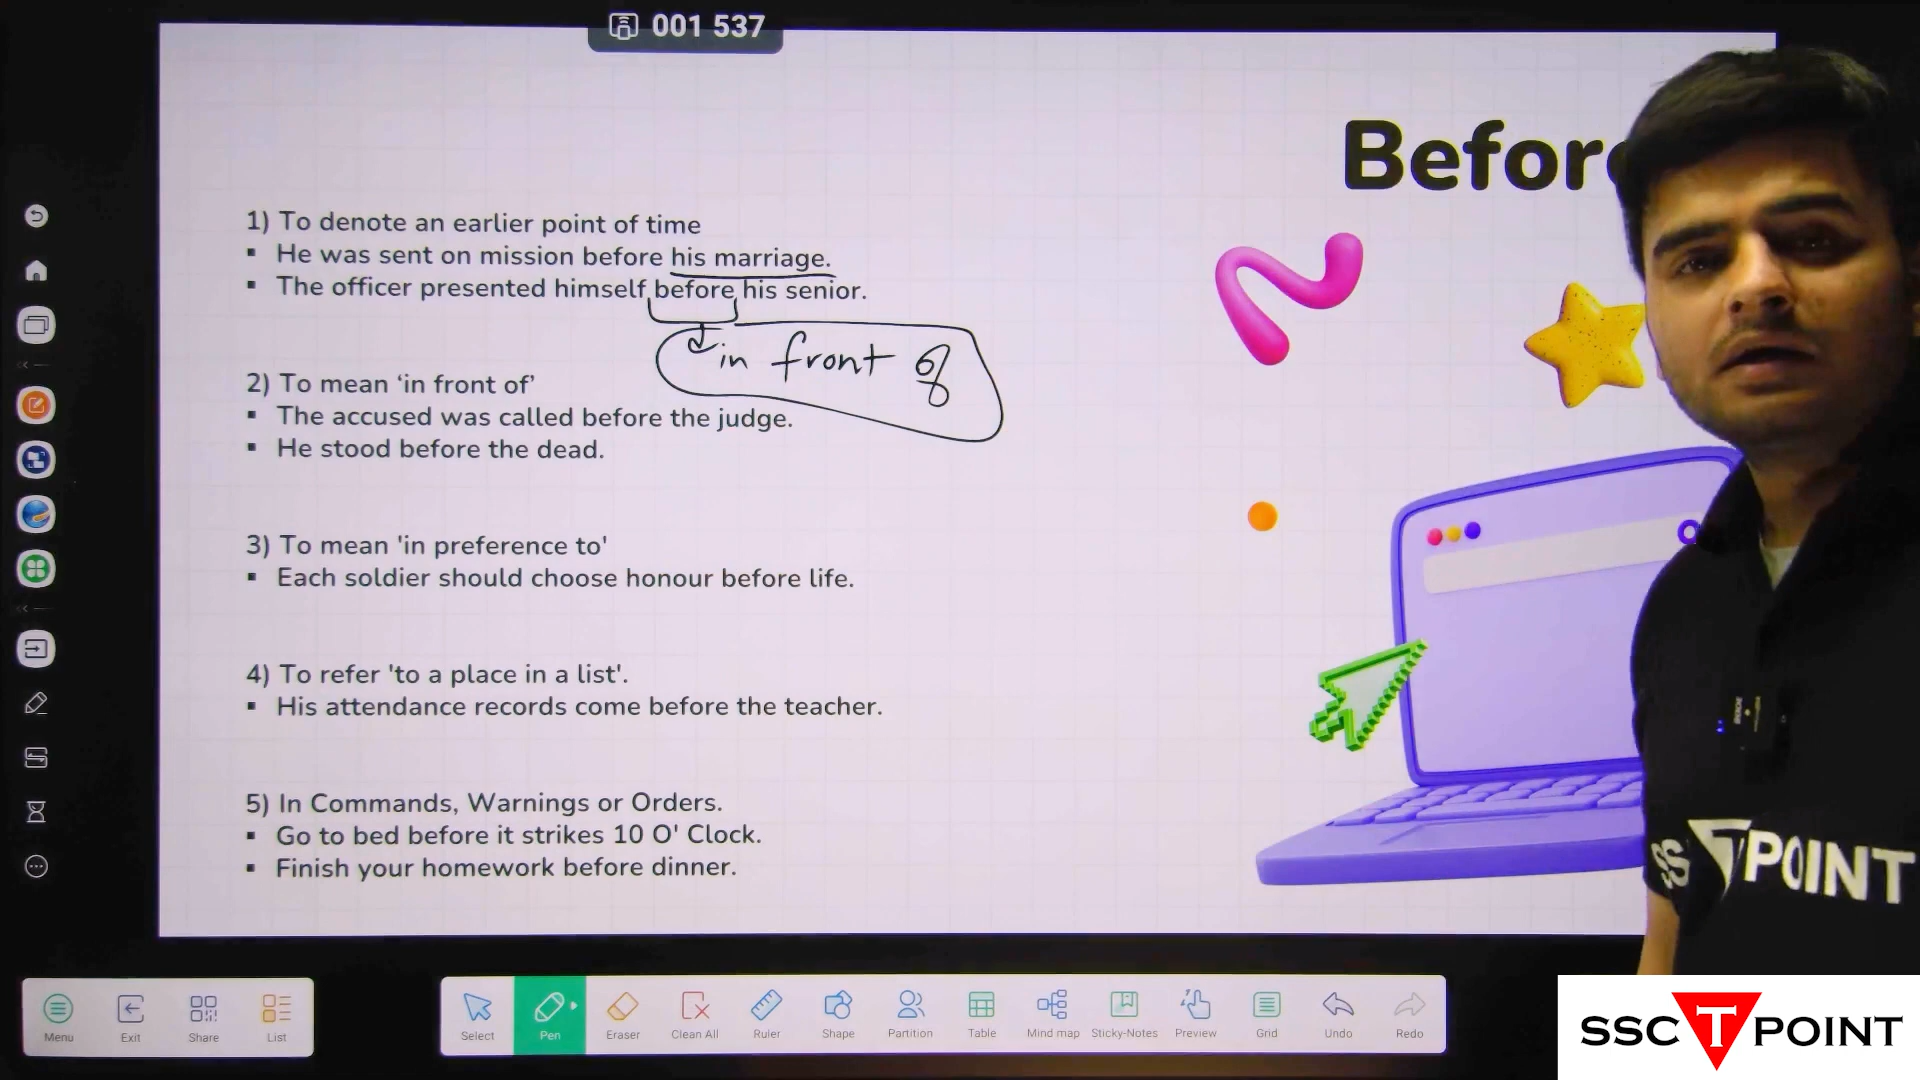 001 537
Before
1) To denote an earlier point of time
▪ He was sent on mission before his marriage.
▪ The officer presented himself before his senior.
in front of
2) To mean ‘in front of’
▪ The accused was called before the judge.
▪ He stood before the dead.
3) To mean 'in preference to'
▪ Each soldier should choose honour before life.
4) To refer 'to a place in a list'.
▪ His attendance records come before the teacher.
5) In Commands, Warnings or Orders.
▪ Go to bed before it strikes 10 O' Clock.
▪ Finish your homework before dinner.
SS POINT
Menu Exit Share List Select Pen Eraser Clean All Ruler Shape Partition Table Mind map Sticky-Notes Preview Grid Undo Redo
SSC T POINT